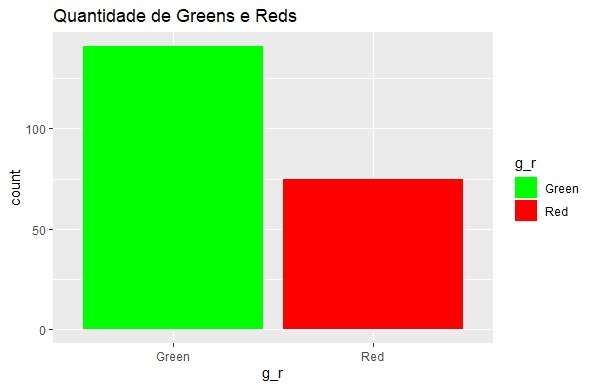 Quantidade de Greens e Reds
count
100
50
0
Green
Red
g_r
g_r
Green
Red